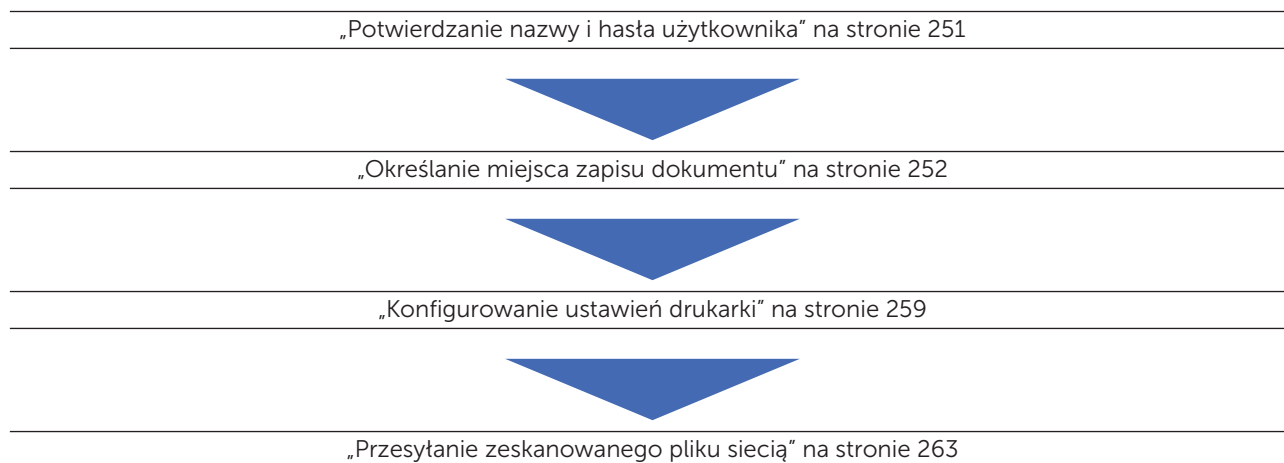 „Potwierdzanie nazwy i hasła użytkownika” na stronie 251
„Określanie miejsca zapisu dokumentu” na stronie 252
„Konfigurowanie ustawień drukarki” na stronie 259
„Przesyłanie zeskanowanego pliku siecią” na stronie 263